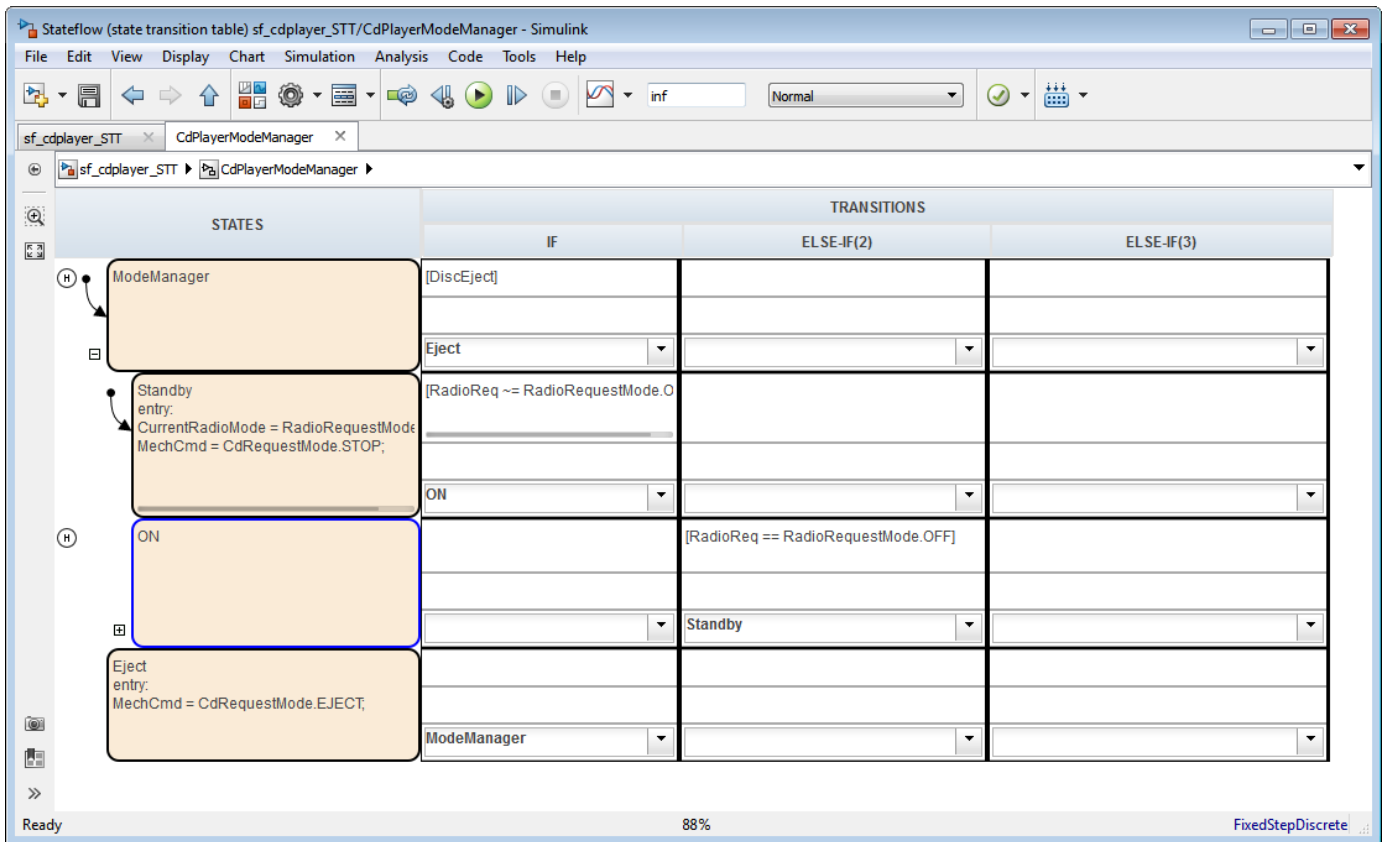 Stateflow (state transition table) sf_cdplayer_STT/CdPlayerModeManager - Simulink
File Edit View Display Chart Simulation Analysis Code Tools Help
inf Normal
sf_cdplayer_STT CdPlayerModeManager
sf_cdplayer_STT CdPlayerModeManager
STATES TRANSITIONS
IF ELSE-IF(2) ELSE-IF(3)
H ModeManager [DiscEject]
Eject
Standby [RadioReq ~= RadioRequestMode.O
entry:
CurrentRadioMode = RadioRequestMode
MechCmd = CdRequestMode.STOP;
ON
H ON [RadioReq == RadioRequestMode.OFF]
Standby
Eject
entry:
MechCmd = CdRequestMode.EJECT;
ModeManager
Ready 88% FixedStepDiscrete